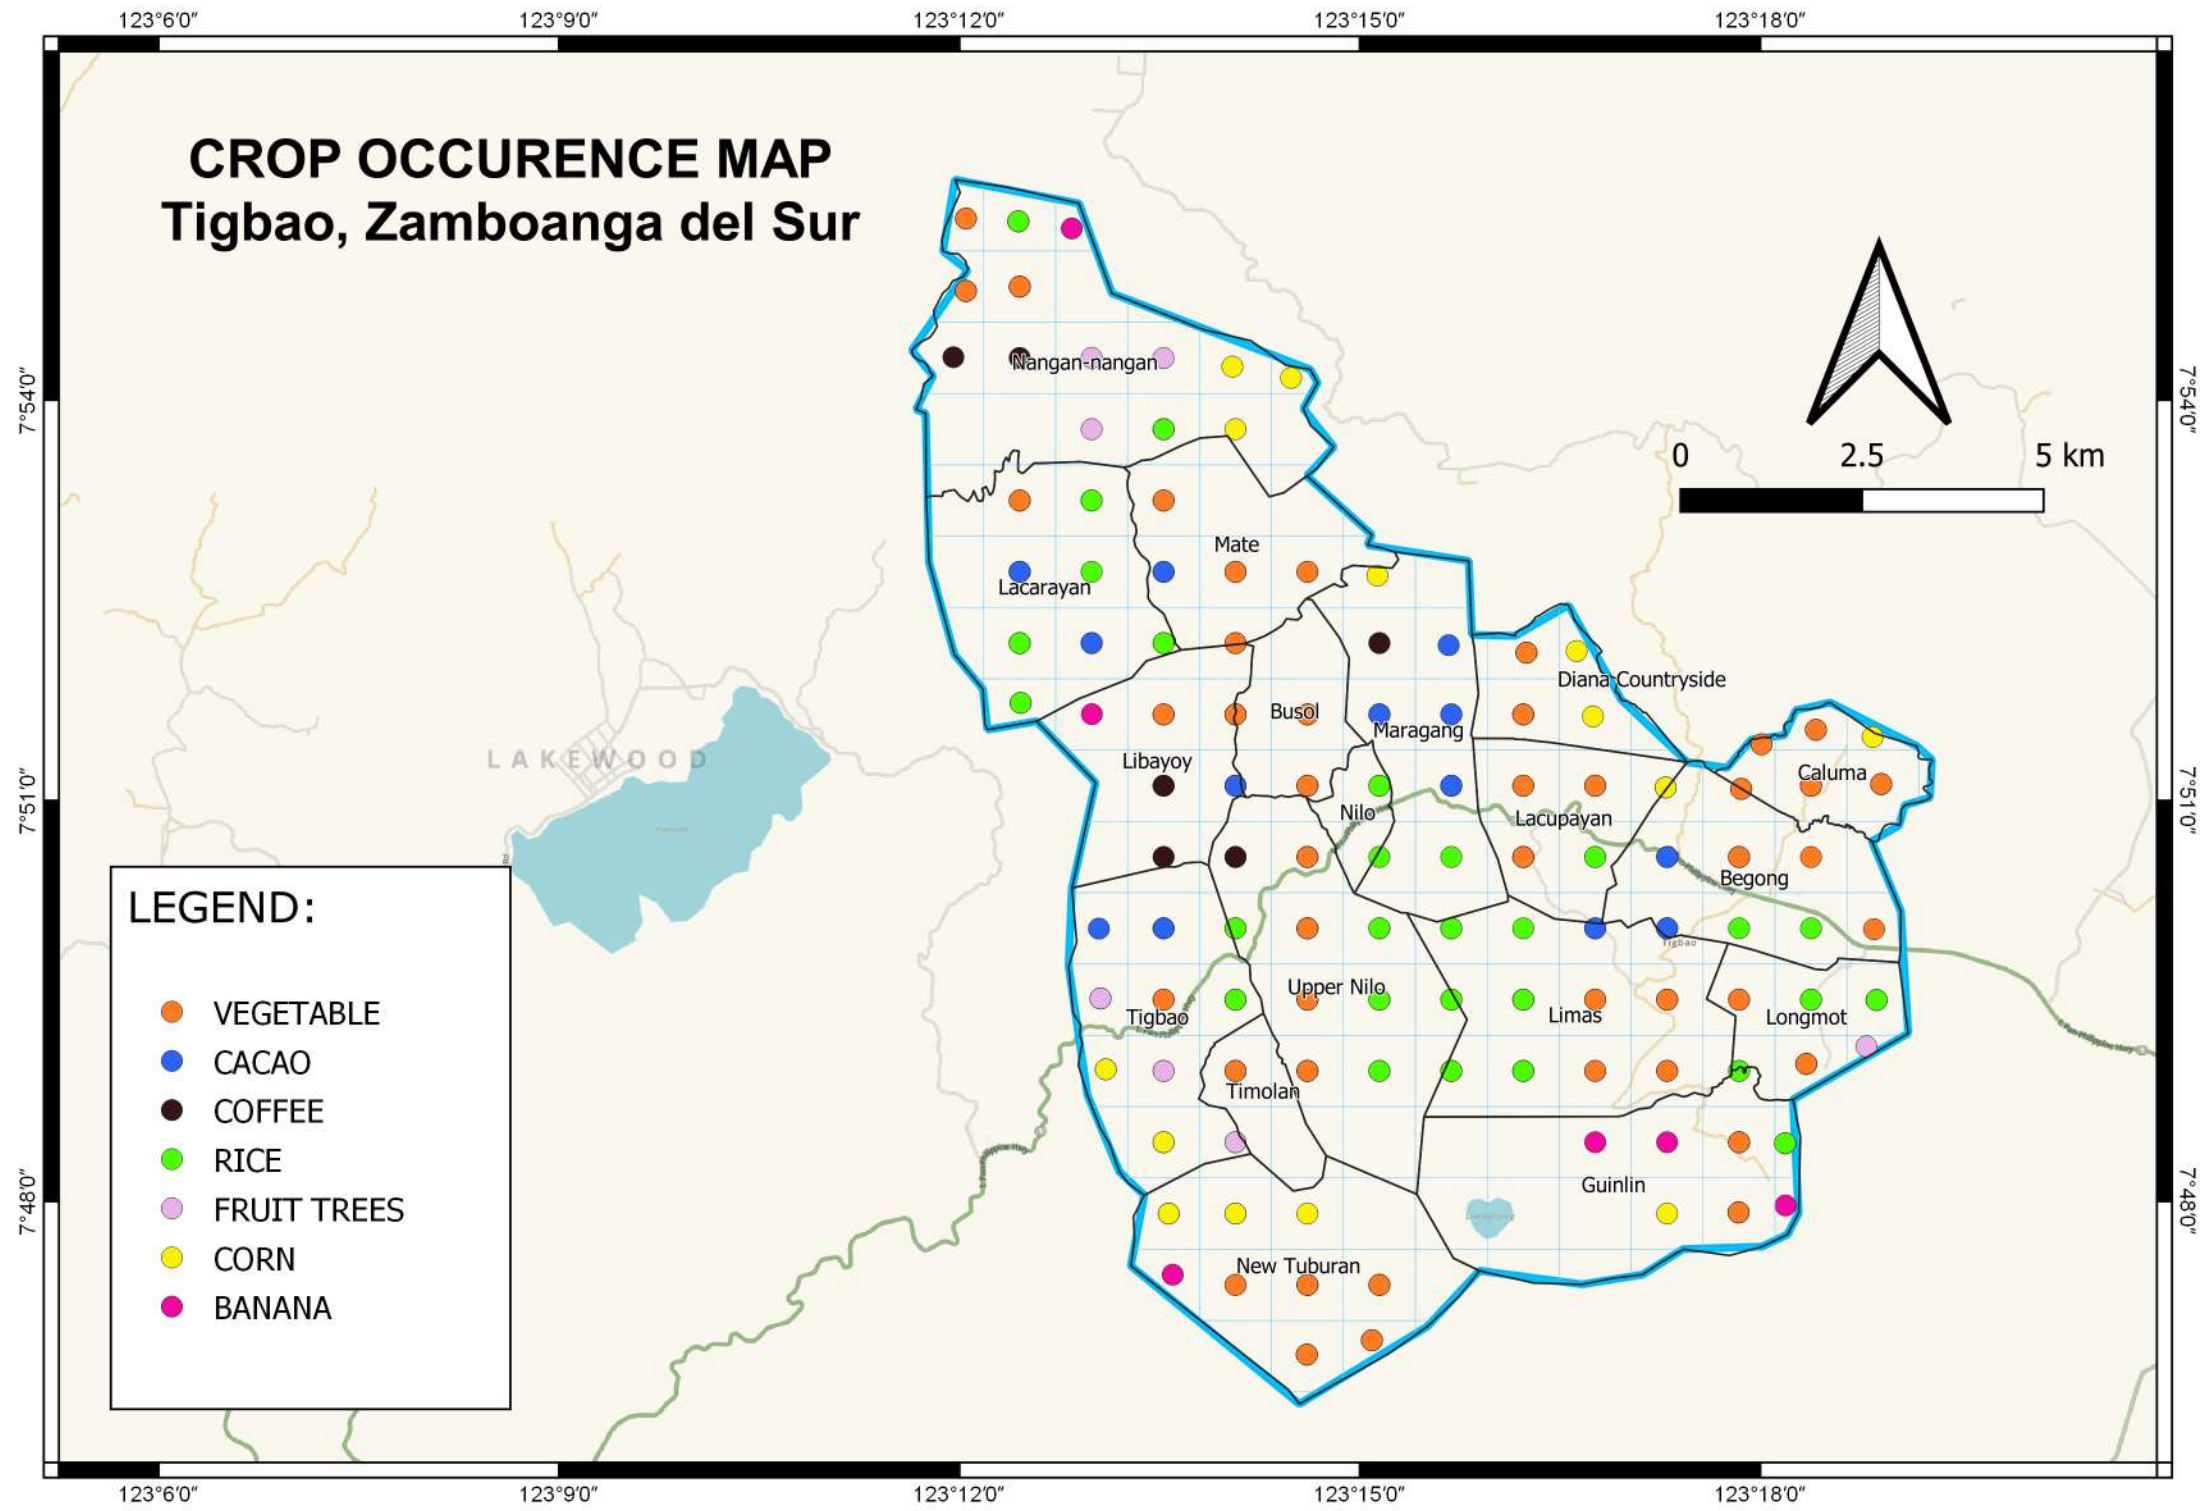 123°6′0″ 123°9′0″ 123°12′0″ 123°15′0″ 123°18′0″
CROP OCCURENCE MAP
Tigbao, Zamboanga del Sur
Nangan-nangan
7°54′0″
7°54′0″
0 2.5 5 km
Mate
Lacarayan
Diana Countryside
Busol
Maragang
LAKEWOOD
Libayoy
Caluma
7°51′0″
7°51′0″
Nilo
Lacupayan
Begong
Tigbao
Upper Nilo
Limas
Longmot
Tigbao
Timolan
Guinlin
7°48′0″
7°48′0″
New Tuburan
LEGEND:
VEGETABLE
CACAO
COFFEE
RICE
FRUIT TREES
CORN
BANANA
123°6′0″ 123°9′0″ 123°12′0″ 123°15′0″ 123°18′0″